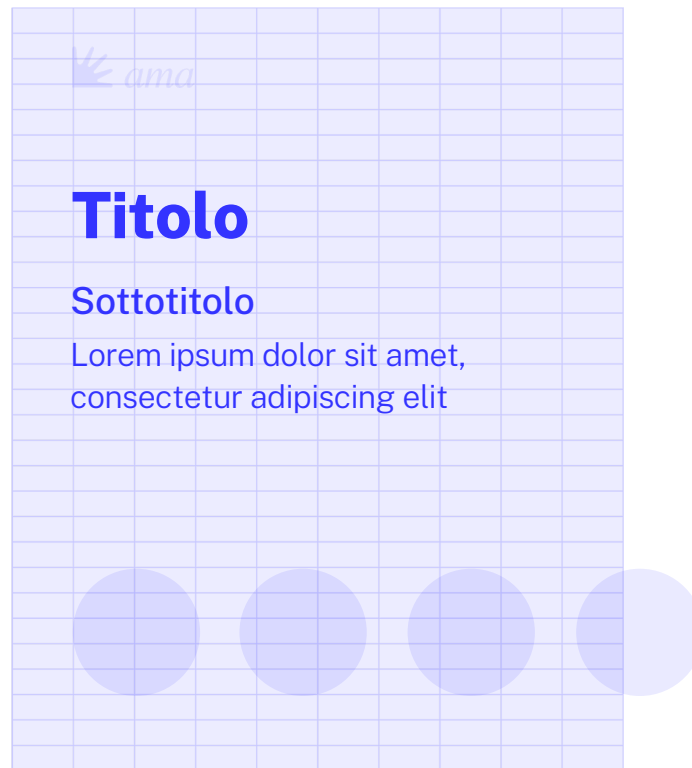 ama
Titolo
Sottotitolo
Lorem ipsum dolor sit amet,
consectetur adipiscing elit